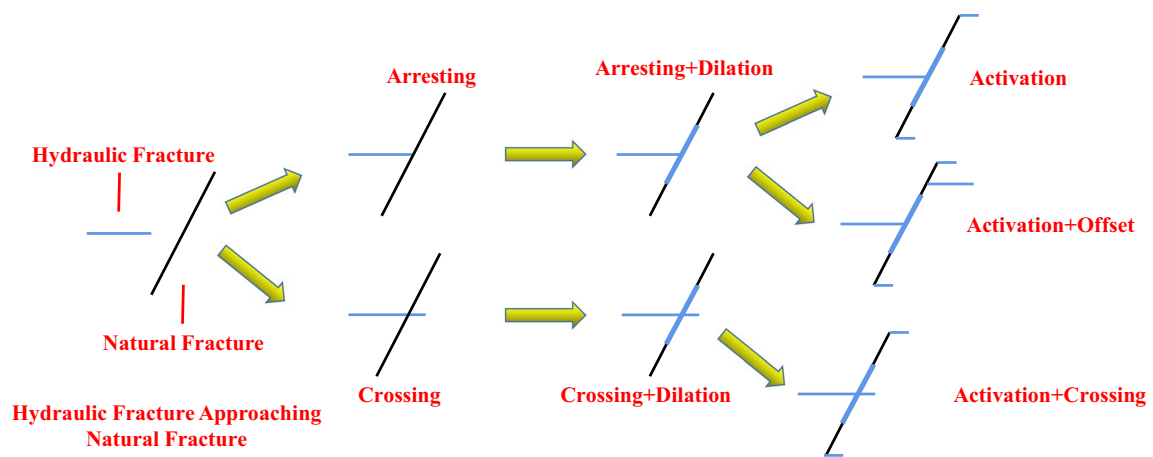 Arresting
Arresting+Dilation
Activation
Hydraulic Fracture
Activation+Offset
Natural Fracture
Crossing
Crossing+Dilation
Activation+Crossing
Hydraulic Fracture Approaching
Natural Fracture